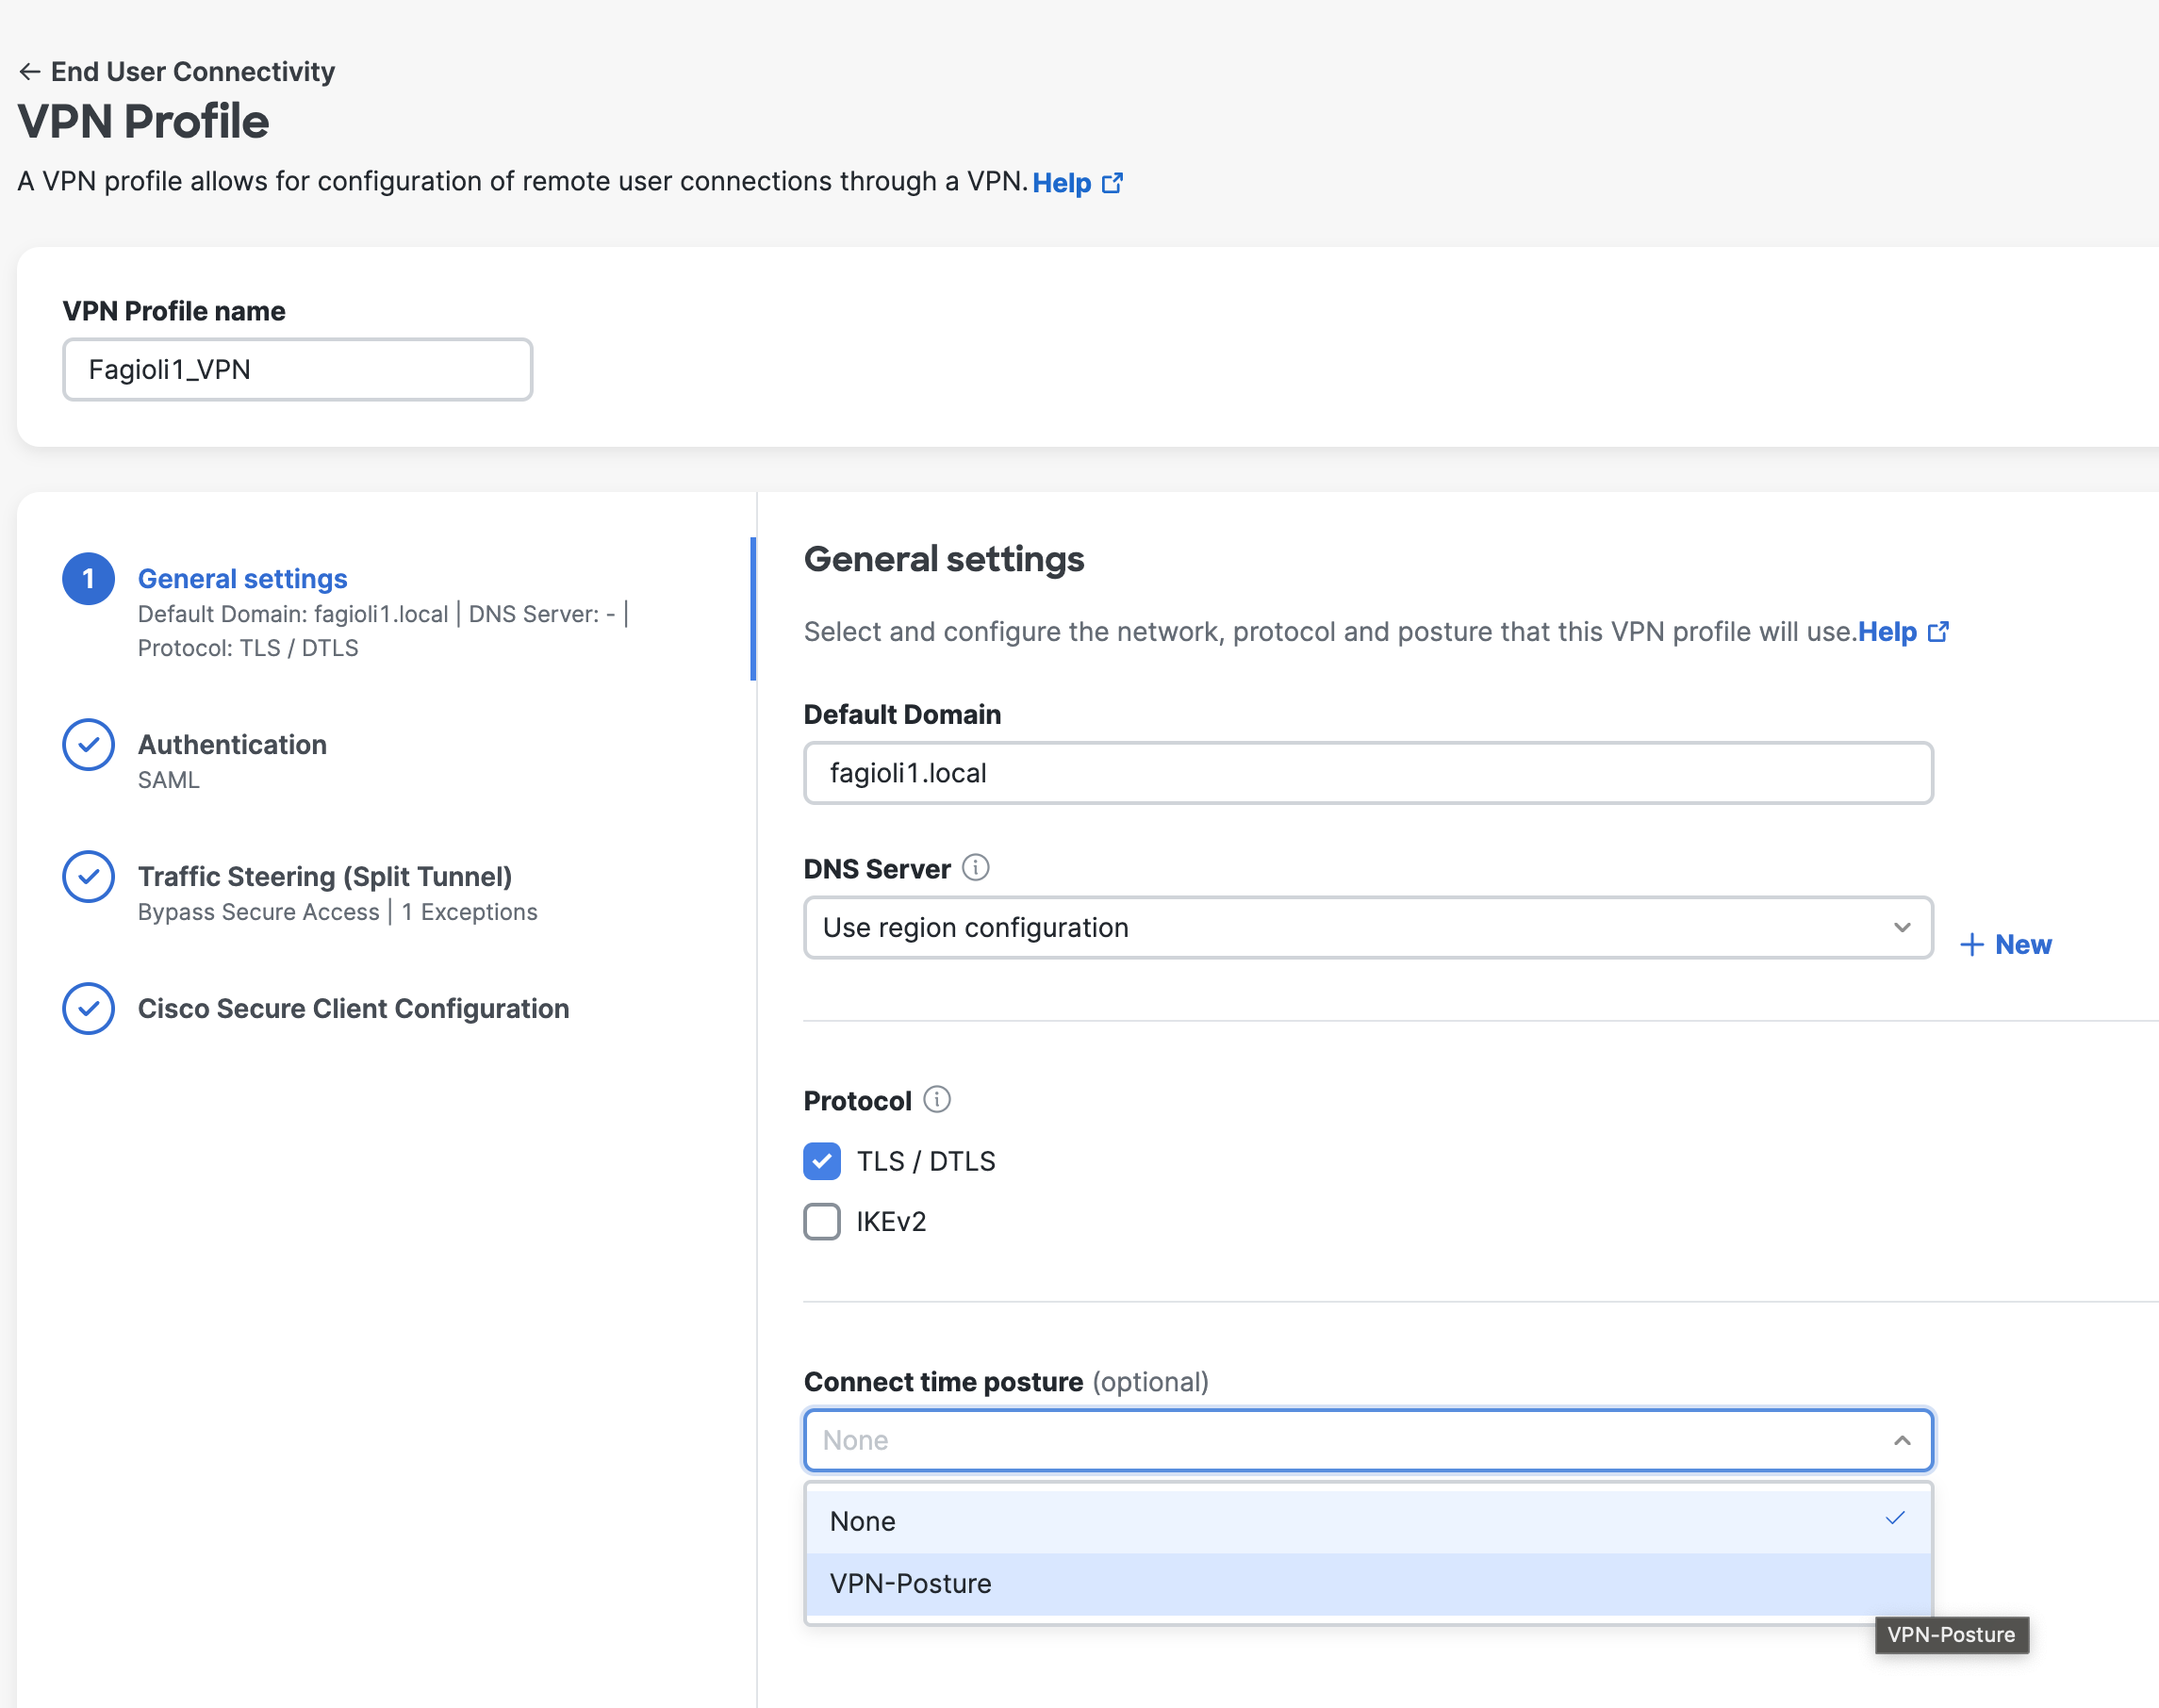 ← End User Connectivity
VPN Profile
A VPN profile allows for configuration of remote user connections through a VPN. Help
VPN Profile name
Fagioli1_VPN
1
General settings
Default Domain: fagioli1.local | DNS Server: - |
Protocol: TLS / DTLS
Authentication
SAML
Traffic Steering (Split Tunnel)
Bypass Secure Access | 1 Exceptions
Cisco Secure Client Configuration
General settings
Select and configure the network, protocol and posture that this VPN profile will use.Help
Default Domain
fagioli1.local
DNS Server
Use region configuration
+ New
Protocol
TLS / DTLS
IKEv2
Connect time posture (optional)
None
None
VPN-Posture
VPN-Posture